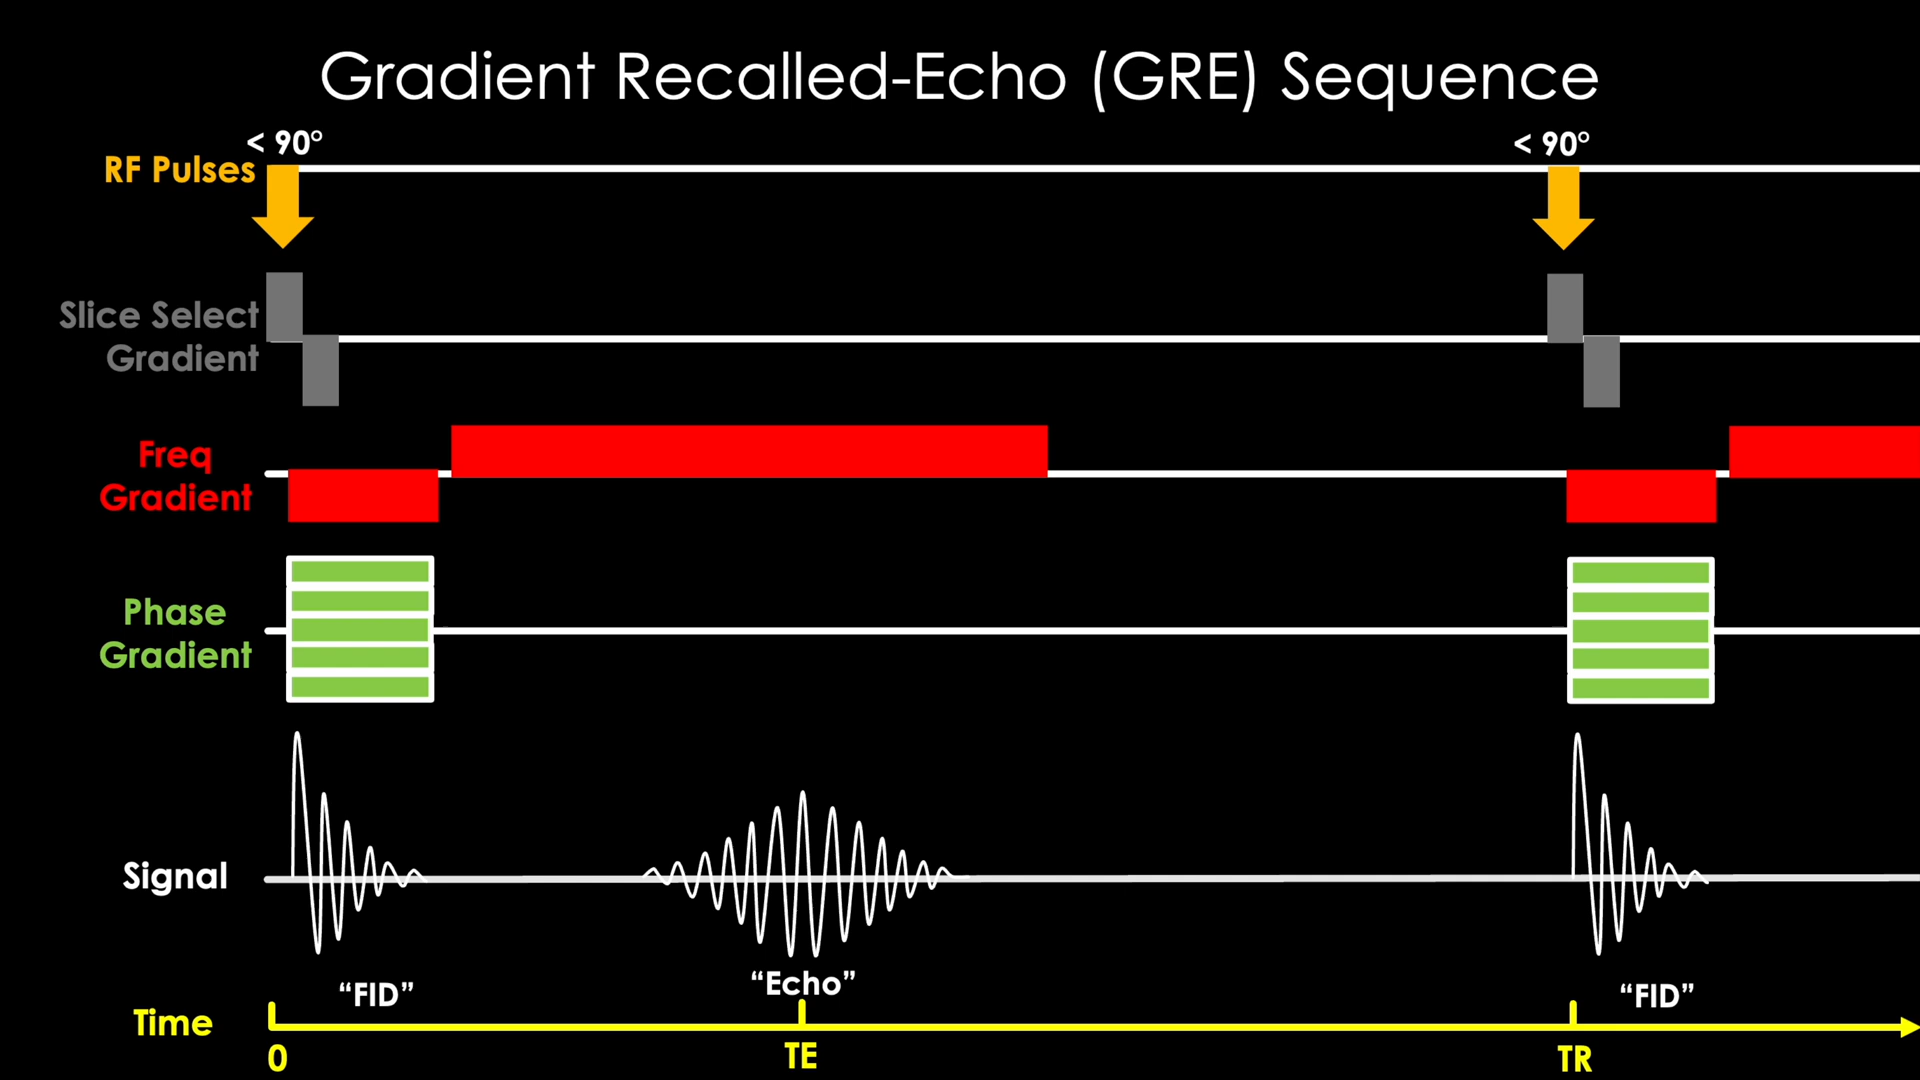 Gradient Recalled-Echo (GRE) Sequence
< 90°
< 90°
RF Pulses
Slice Select
Gradient
Freq
Gradient
Phase
Gradient
Signal
“FID”
“Echo”
“FID”
Time
0
TE
TR